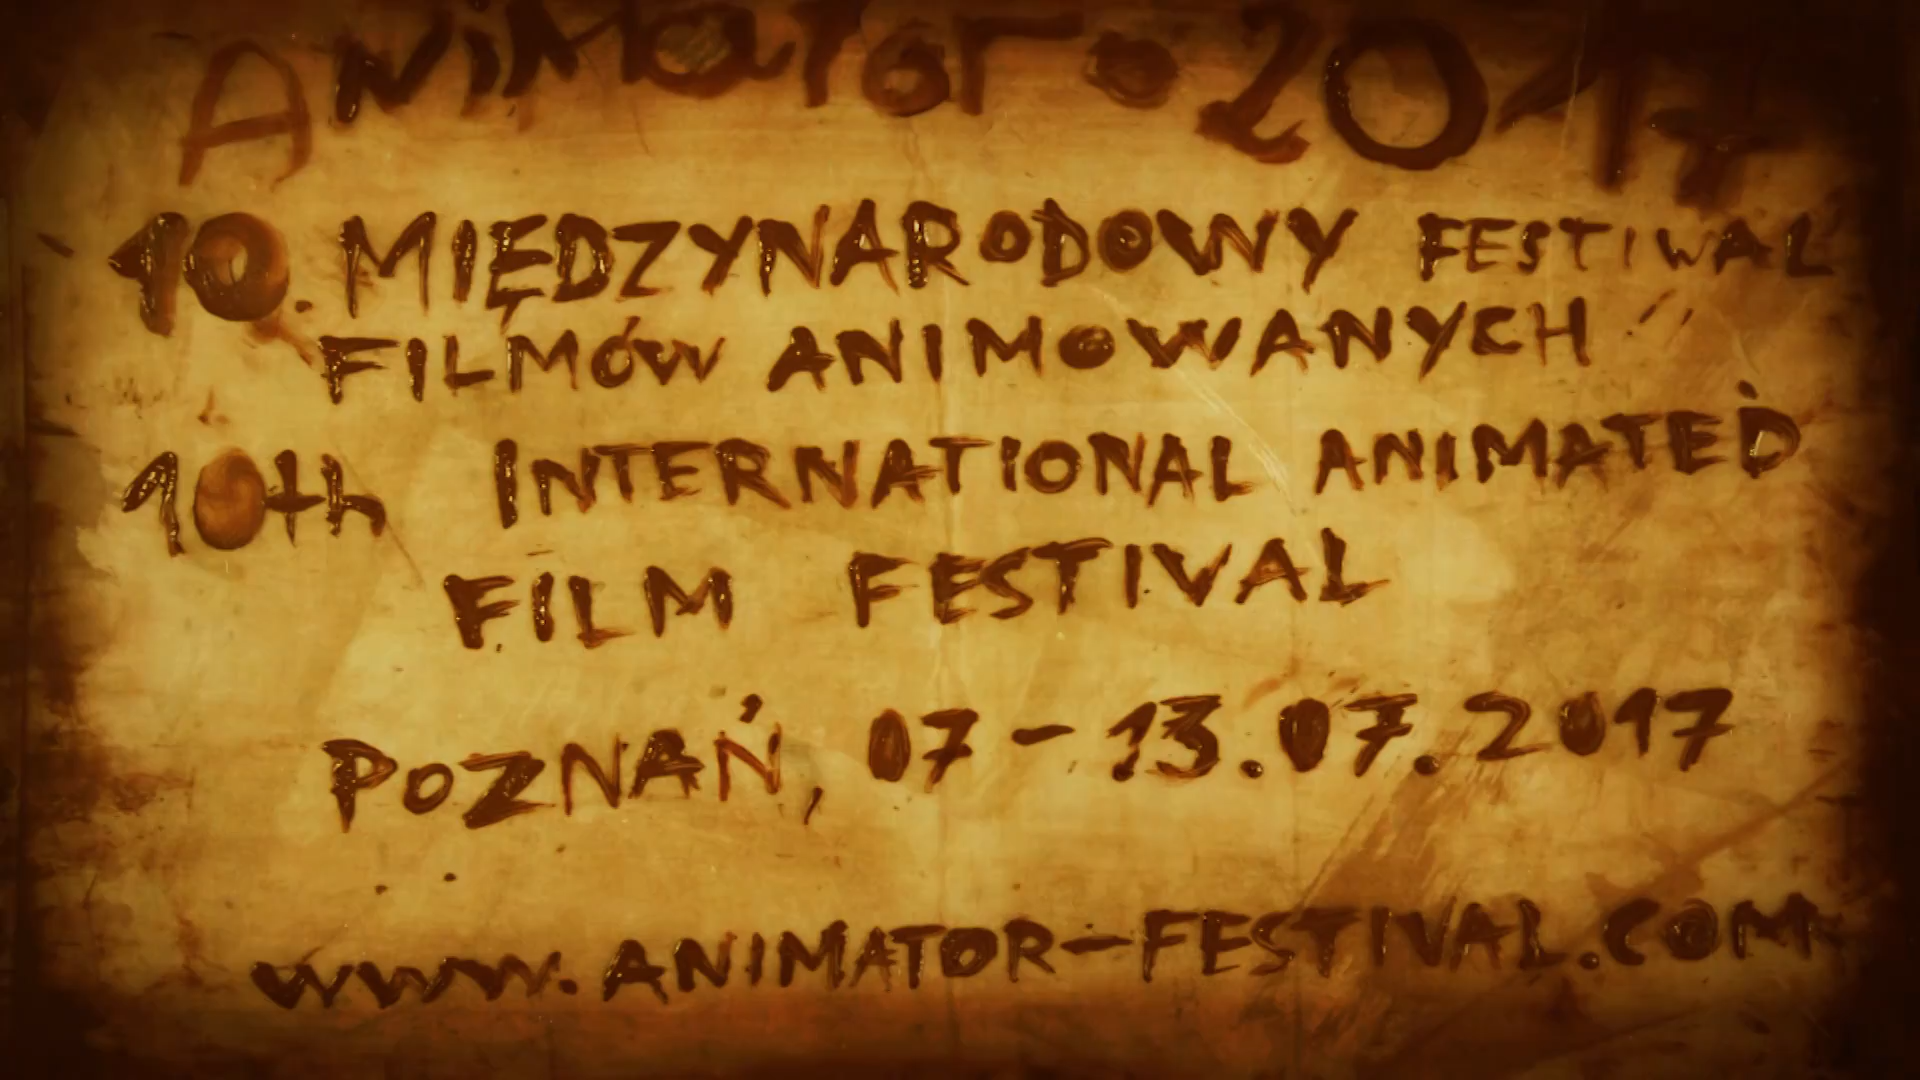 ANiMaTor • 2017
10. MIĘDZYNARODOWY FESTIWAL
FILMÓW ANIMOWANYCH
10th INTERNATIONAL ANIMATED
FILM FESTIVAL
POZNAŃ, 07-13.07.2017
www.ANIMATOR-FESTIVAL.COM